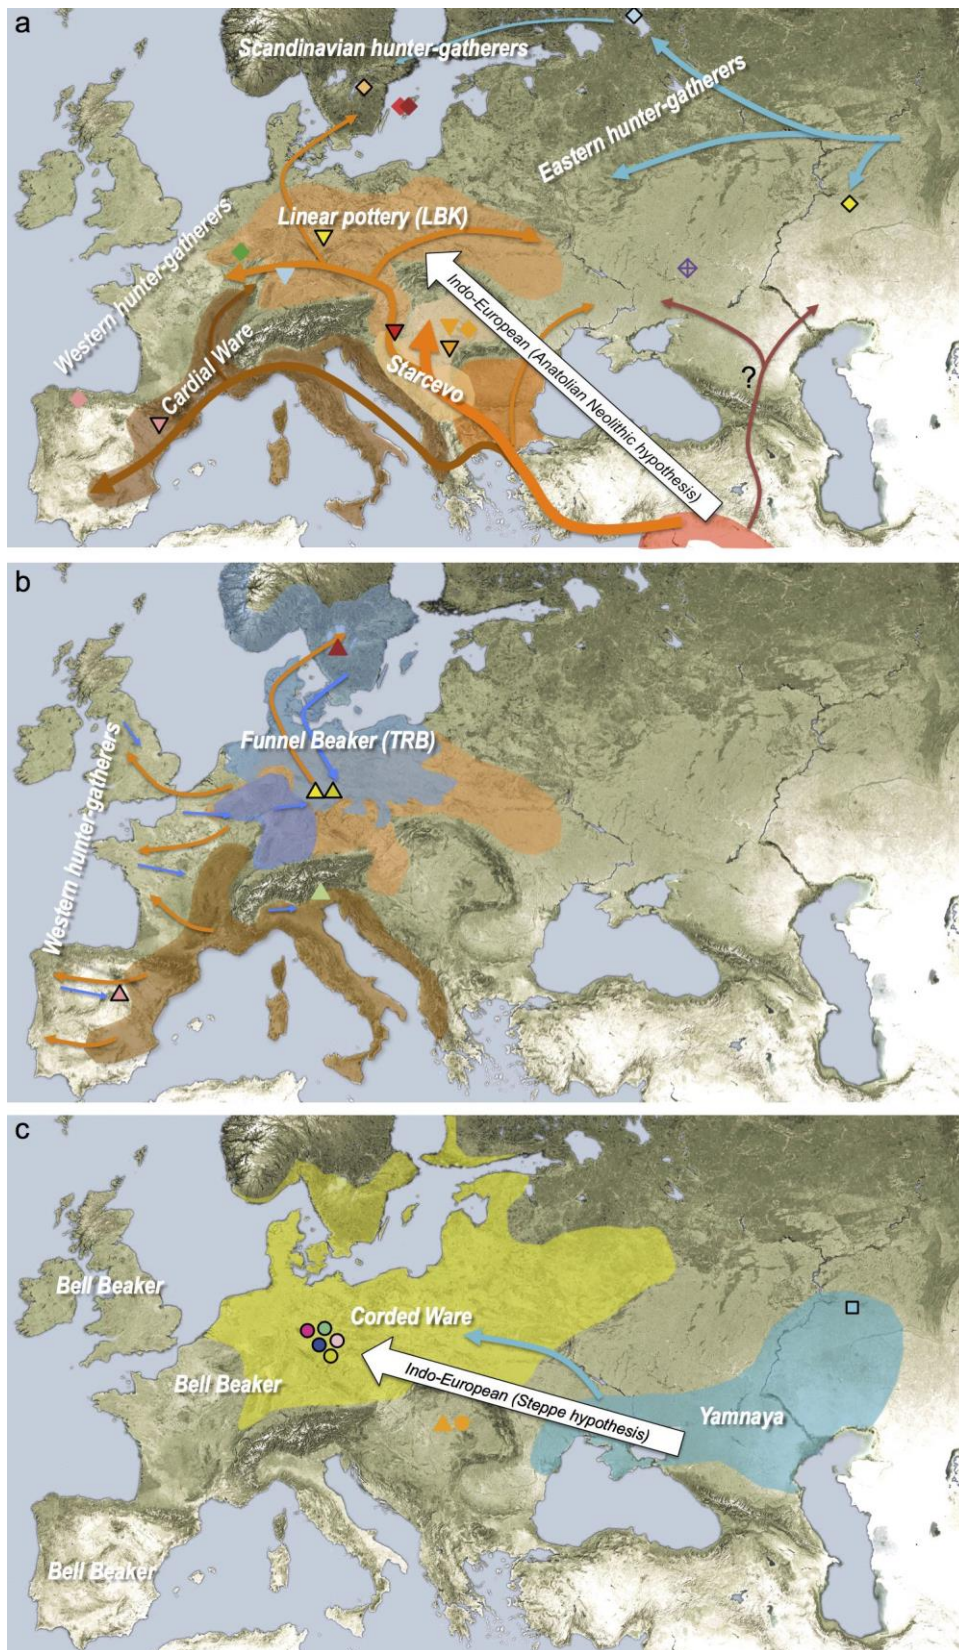 a
Scandinavian hunter-gatherers
Eastern hunter-gatherers
Western hunter-gatherers
Linear pottery (LBK)
Cardial Ware
Starcevo
Indo-European (Anatolian Neolithic hypothesis)
?
b
Funnel Beaker (TRB)
Western hunter-gatherers
c
Bell Beaker
Corded Ware
Bell Beaker
Indo-European (Steppe hypothesis)
Yamnaya
Bell Beaker